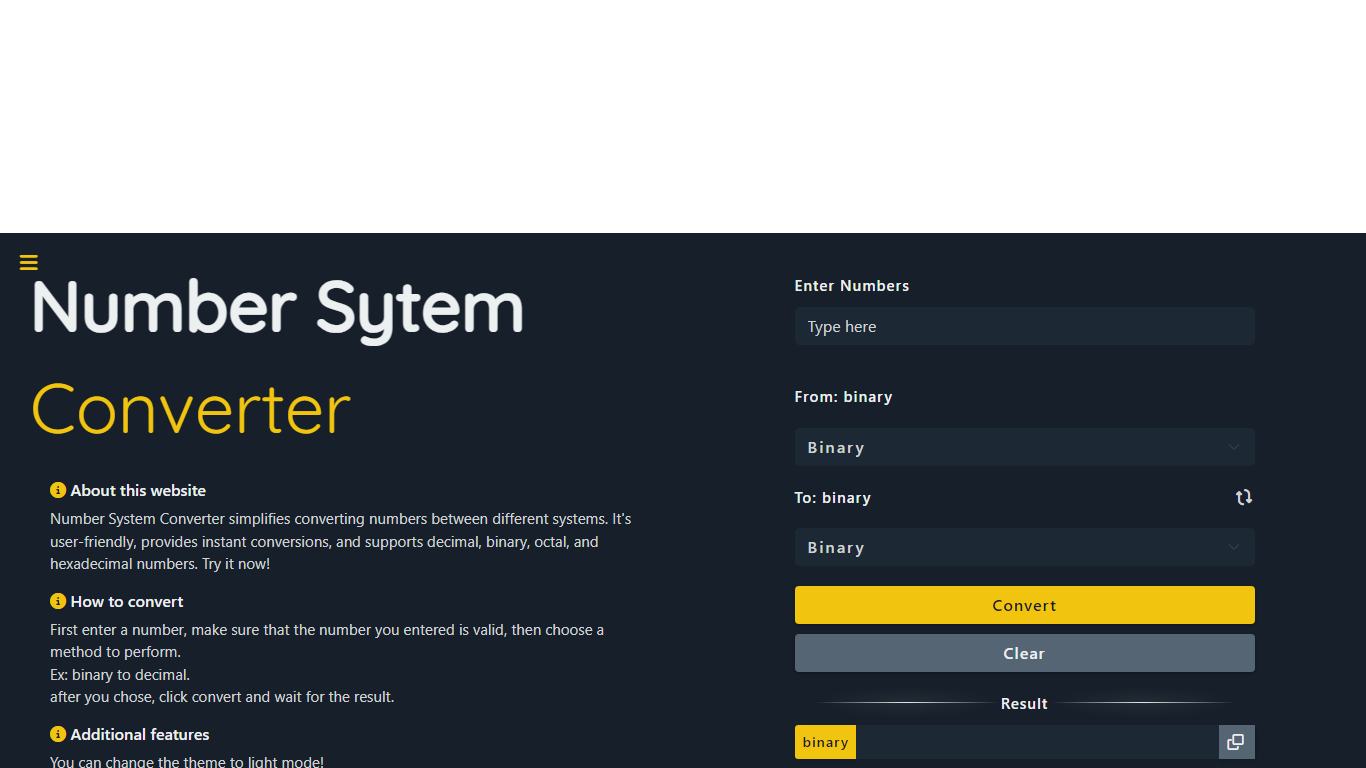 Number Sytem
Converter
About this website
Number System Converter simplifies converting numbers between different systems. It's
user-friendly, provides instant conversions, and supports decimal, binary, octal, and
hexadecimal numbers. Try it now!
How to convert
First enter a number, make sure that the number you entered is valid, then choose a
method to perform.
Ex: binary to decimal.
after you chose, click convert and wait for the result.
Additional features
You can change the theme to light mode!
Enter Numbers
Type here
From: binary
Binary
To: binary
Binary
Convert
Clear
Result
binary